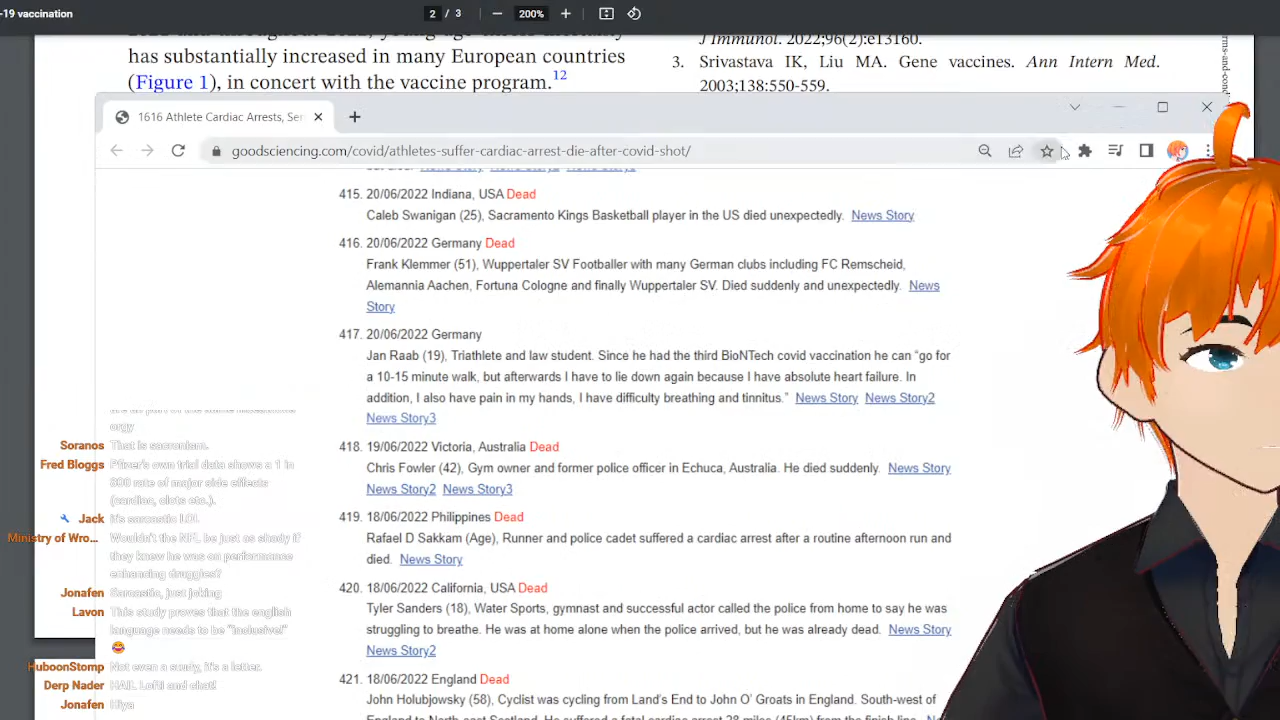 -19 vaccination
2 / 3
200%
has substantially increased in many European countries
(Figure 1), in concert with the vaccine program.12
J Immunol. 2022;96(2):e13160.
3. Srivastava IK, Liu MA. Gene vaccines. Ann Intern Med.
2003;138:550-559.
1616 Athlete Cardiac Arrests, Ser
goodsciencing.com/covid/athletes-suffer-cardiac-arrest-die-after-covid-shot/
415. 20/06/2022 Indiana, USA Dead
Caleb Swanigan (25), Sacramento Kings Basketball player in the US died unexpectedly. News Story
416. 20/06/2022 Germany Dead
Frank Klemmer (51), Wuppertaler SV Footballer with many German clubs including FC Remscheid,
Alemannia Aachen, Fortuna Cologne and finally Wuppertaler SV. Died suddenly and unexpectedly. News
Story
417. 20/06/2022 Germany
Jan Raab (19), Triathlete and law student. Since he had the third BioNTech covid vaccination he can “go for
a 10-15 minute walk, but afterwards I have to lie down again because I have absolute heart failure. In
addition, I also have pain in my hands, I have difficulty breathing and tinnitus.” News Story News Story2
News Story3
418. 19/06/2022 Victoria, Australia Dead
Chris Fowler (42), Gym owner and former police officer in Echuca, Australia. He died suddenly. News Story
News Story2 News Story3
419. 18/06/2022 Philippines Dead
Rafael D Sakkam (Age), Runner and police cadet suffered a cardiac arrest after a routine afternoon run and
died. News Story
420. 18/06/2022 California, USA Dead
Tyler Sanders (18), Water Sports, gymnast and successful actor called the police from home to say he was
struggling to breathe. He was at home alone when the police arrived, but he was already dead. News Story
News Story2
421. 18/06/2022 England Dead
John Holubjowsky (58), Cyclist was cycling from Land's End to John O' Groats in England. South-west of
orgy
Soranos That is sacronism.
Fred Bloggs Pfizer's own trial data shows a 1 in
800 rate of major side effects
(cardiac, clots etc.).
Jack It's sarcastic LOL
Ministry of Wro... Wouldn't the NFL be just as shody if
they knew he was on performance
enhancing druggies?
Jonafen Sarcastic, just joking
Lavon This study proves that the english
language needs to be "inclusive!"
HuboonStomp Not even a study, it's a letter.
Derp Nader HAIL Lofti and chat!
Jonafen Hiya